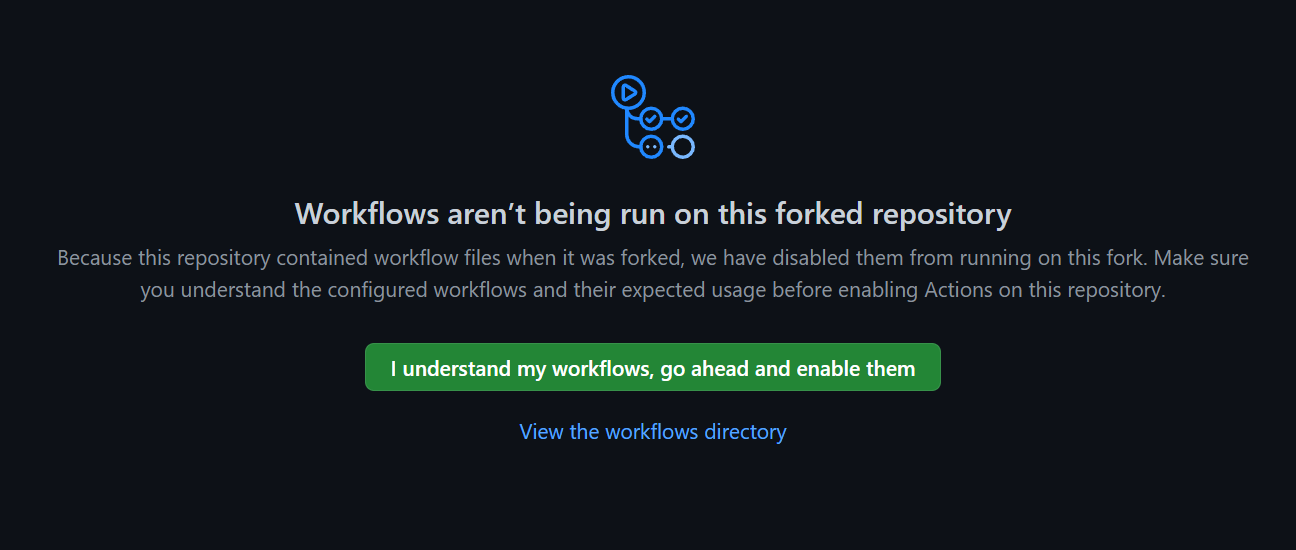 Workflows aren’t being run on this forked repository
Because this repository contained workflow files when it was forked, we have disabled them from running on this fork. Make sure
you understand the configured workflows and their expected usage before enabling Actions on this repository.
I understand my workflows, go ahead and enable them
View the workflows directory